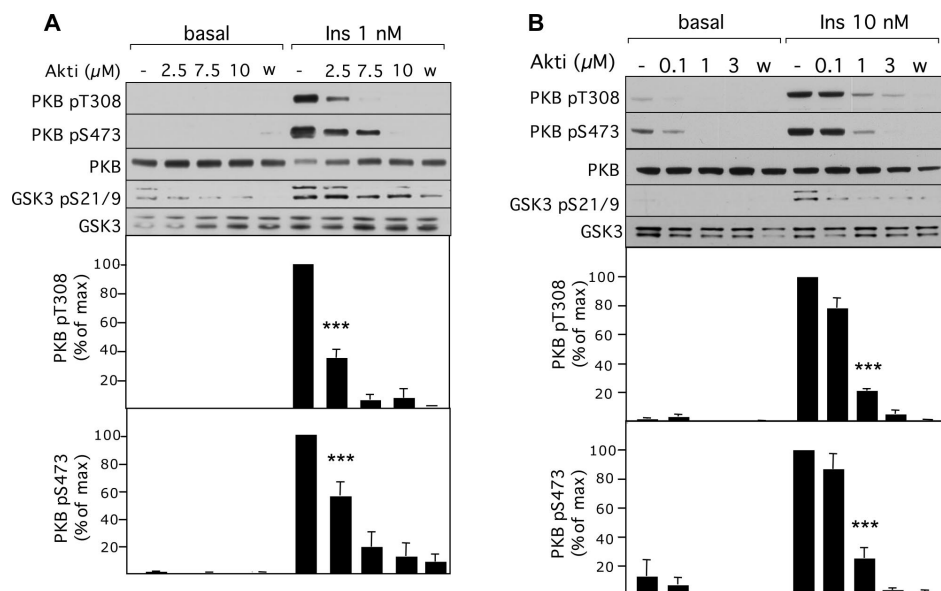 A
basal Ins 1 nM
Akti (µM) - 2.5 7.5 10 w - 2.5 7.5 10 w
PKB pT308
PKB pS473
PKB
GSK3 pS21/9
GSK3
PKB pT308
(% of max)
100
80
60
40
20
***
PKB pS473
(% of max)
100
80
60
40
20
***
B
basal Ins 10 nM
Akti (µM) - 0.1 1 3 w - 0.1 1 3 w
PKB pT308
PKB pS473
PKB
GSK3 pS21/9
GSK3
PKB pT308
(% of max)
100
80
60
40
20
***
PKB pS473
(% of max)
100
80
60
40
20
***